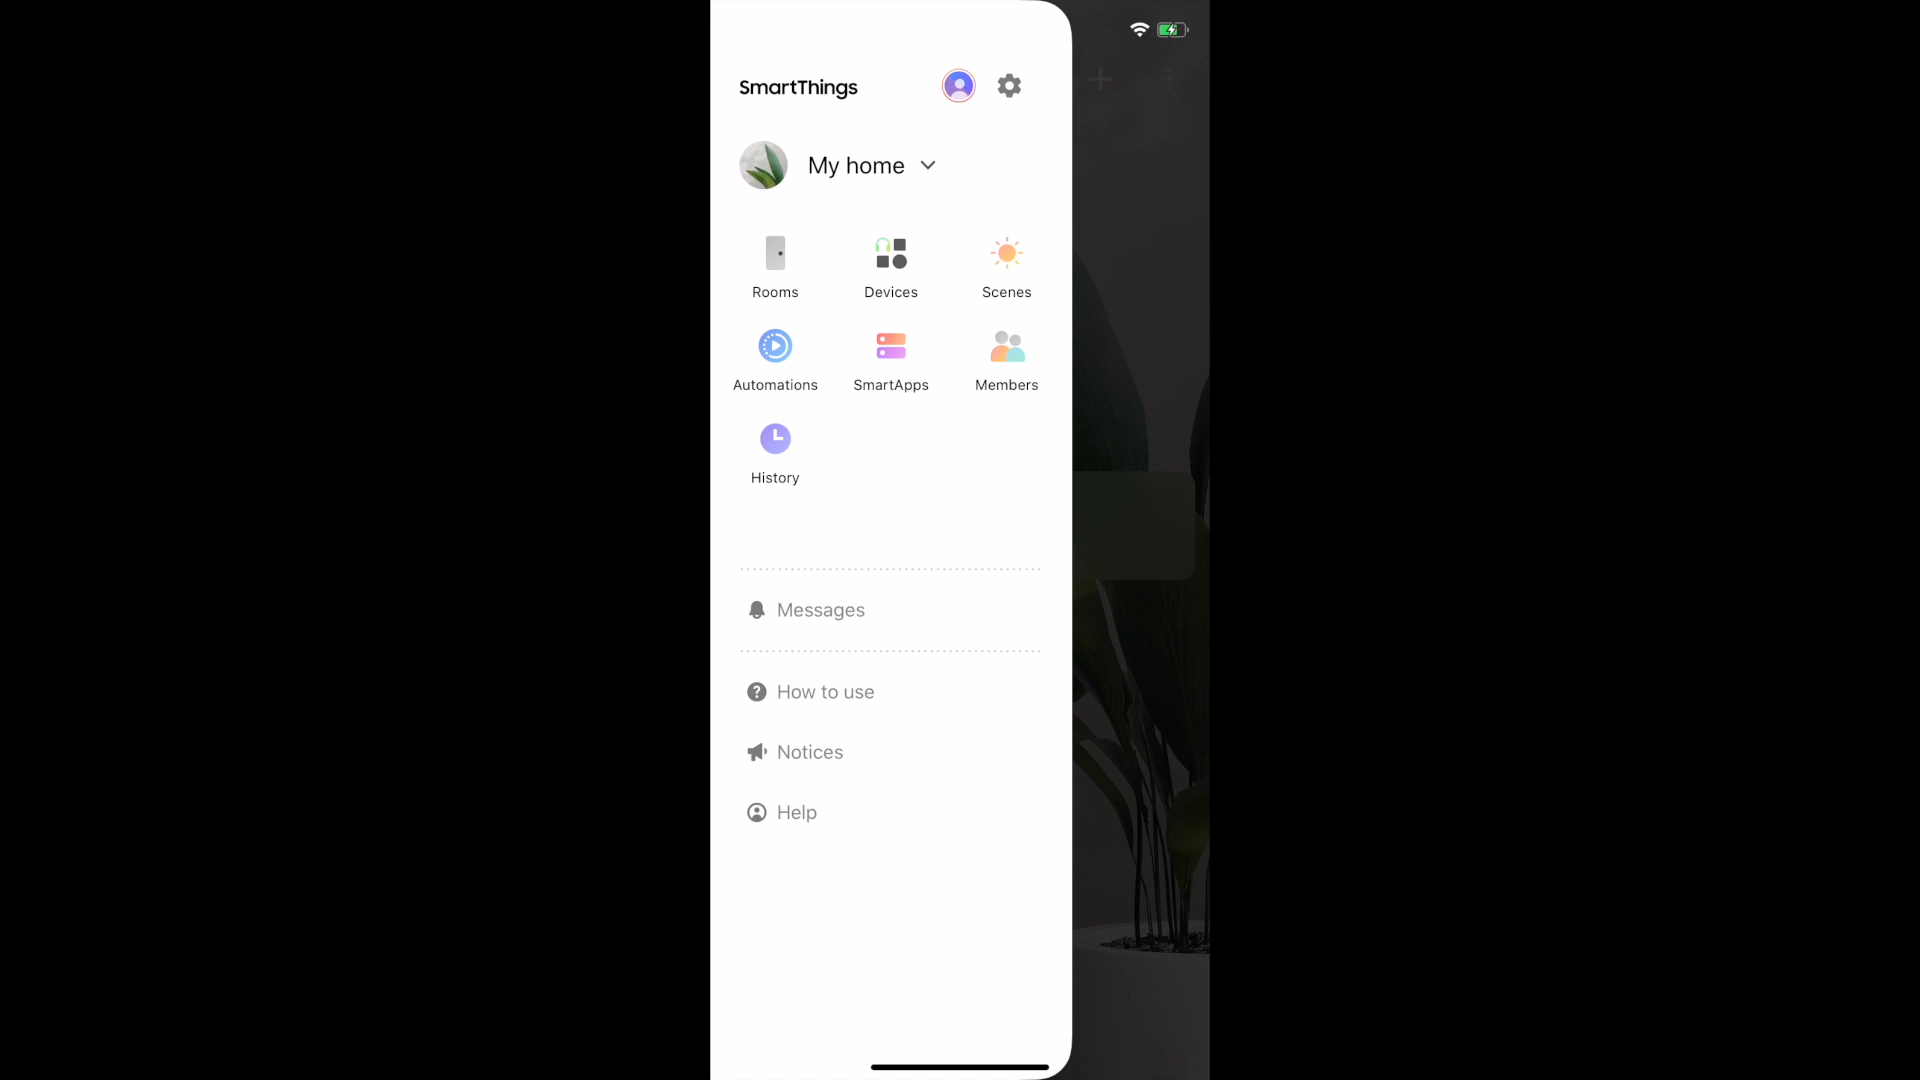 SmartThings
My home
Rooms
Devices
Scenes
Automations
SmartApps
Members
History
Messages
How to use
Notices
Help